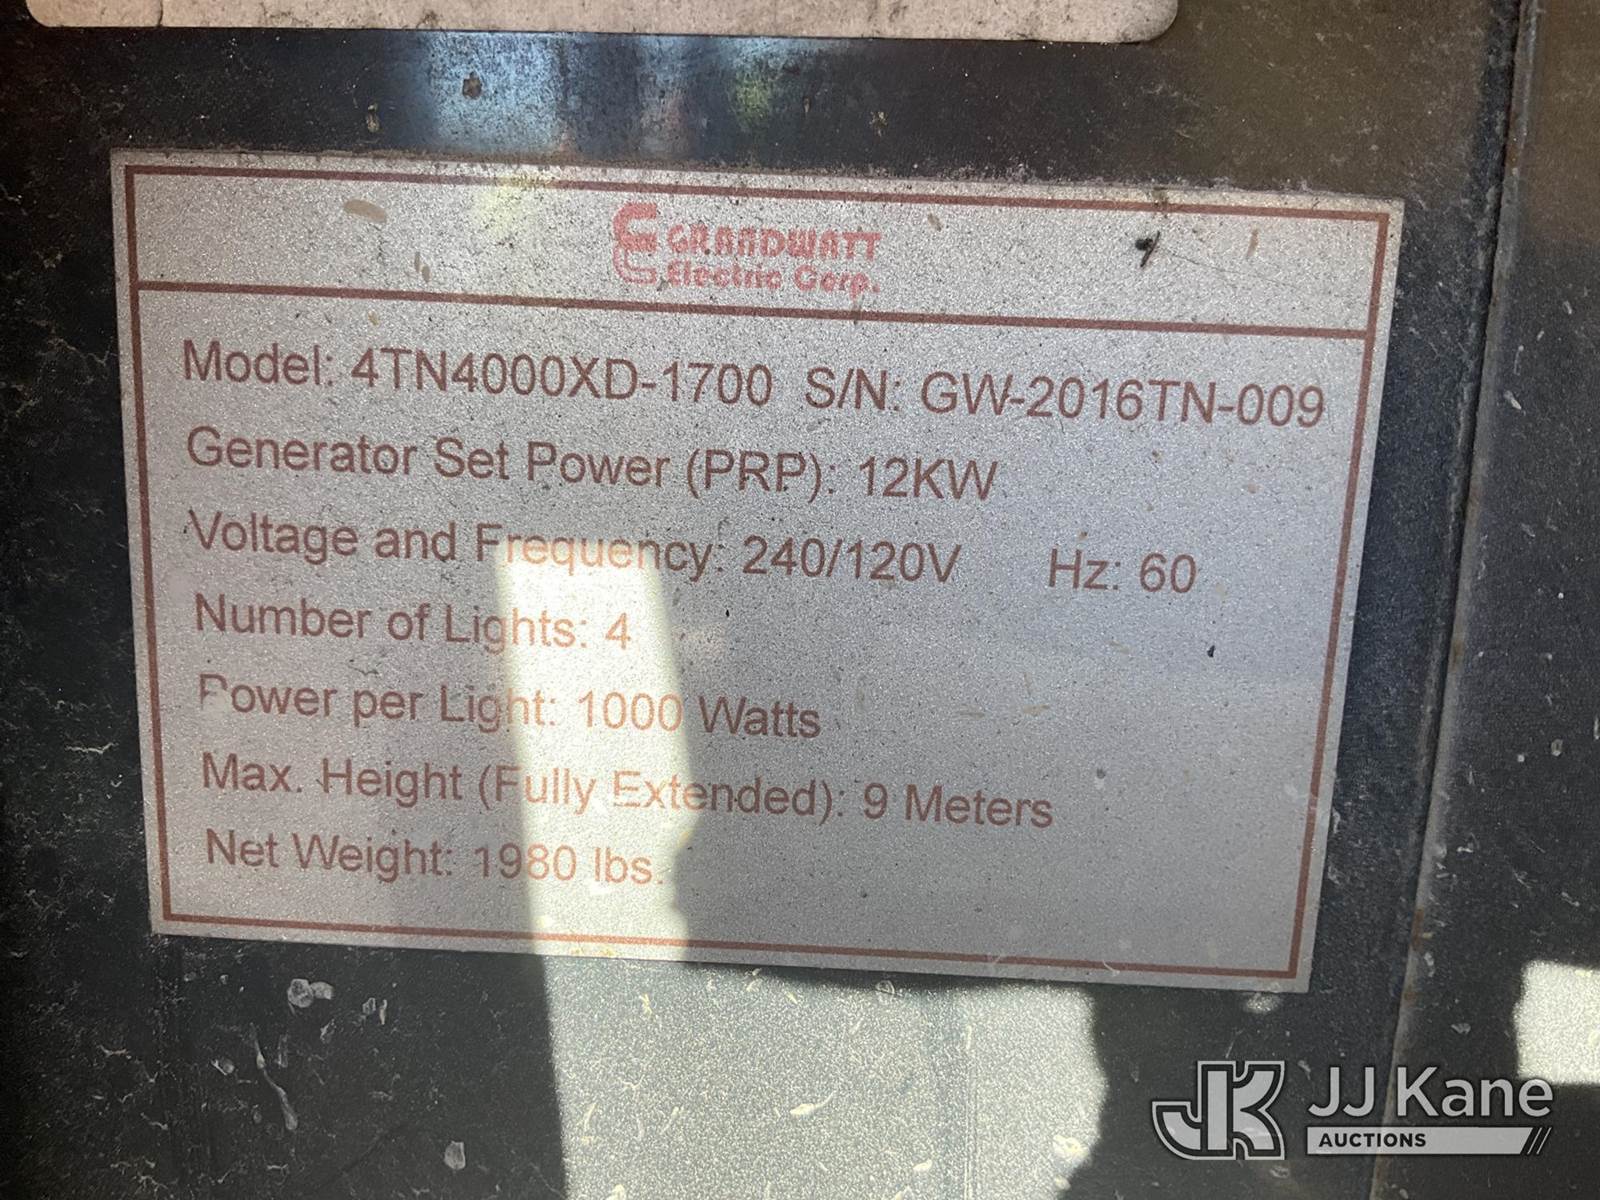 GRANDWATT
Electric Corp.
Model: 4TN4000XD-1700 S/N: GW-2016TN-009
Generator Set Power (PRP): 12KW
Voltage and Frequency: 240/120V Hz: 60
Number of Lights: 4
Power per Light: 1000 Watts
Max. Height (Fully Extended): 9 Meters
Net Weight: 1980 lbs.
JK JJ Kane
AUCTIONS